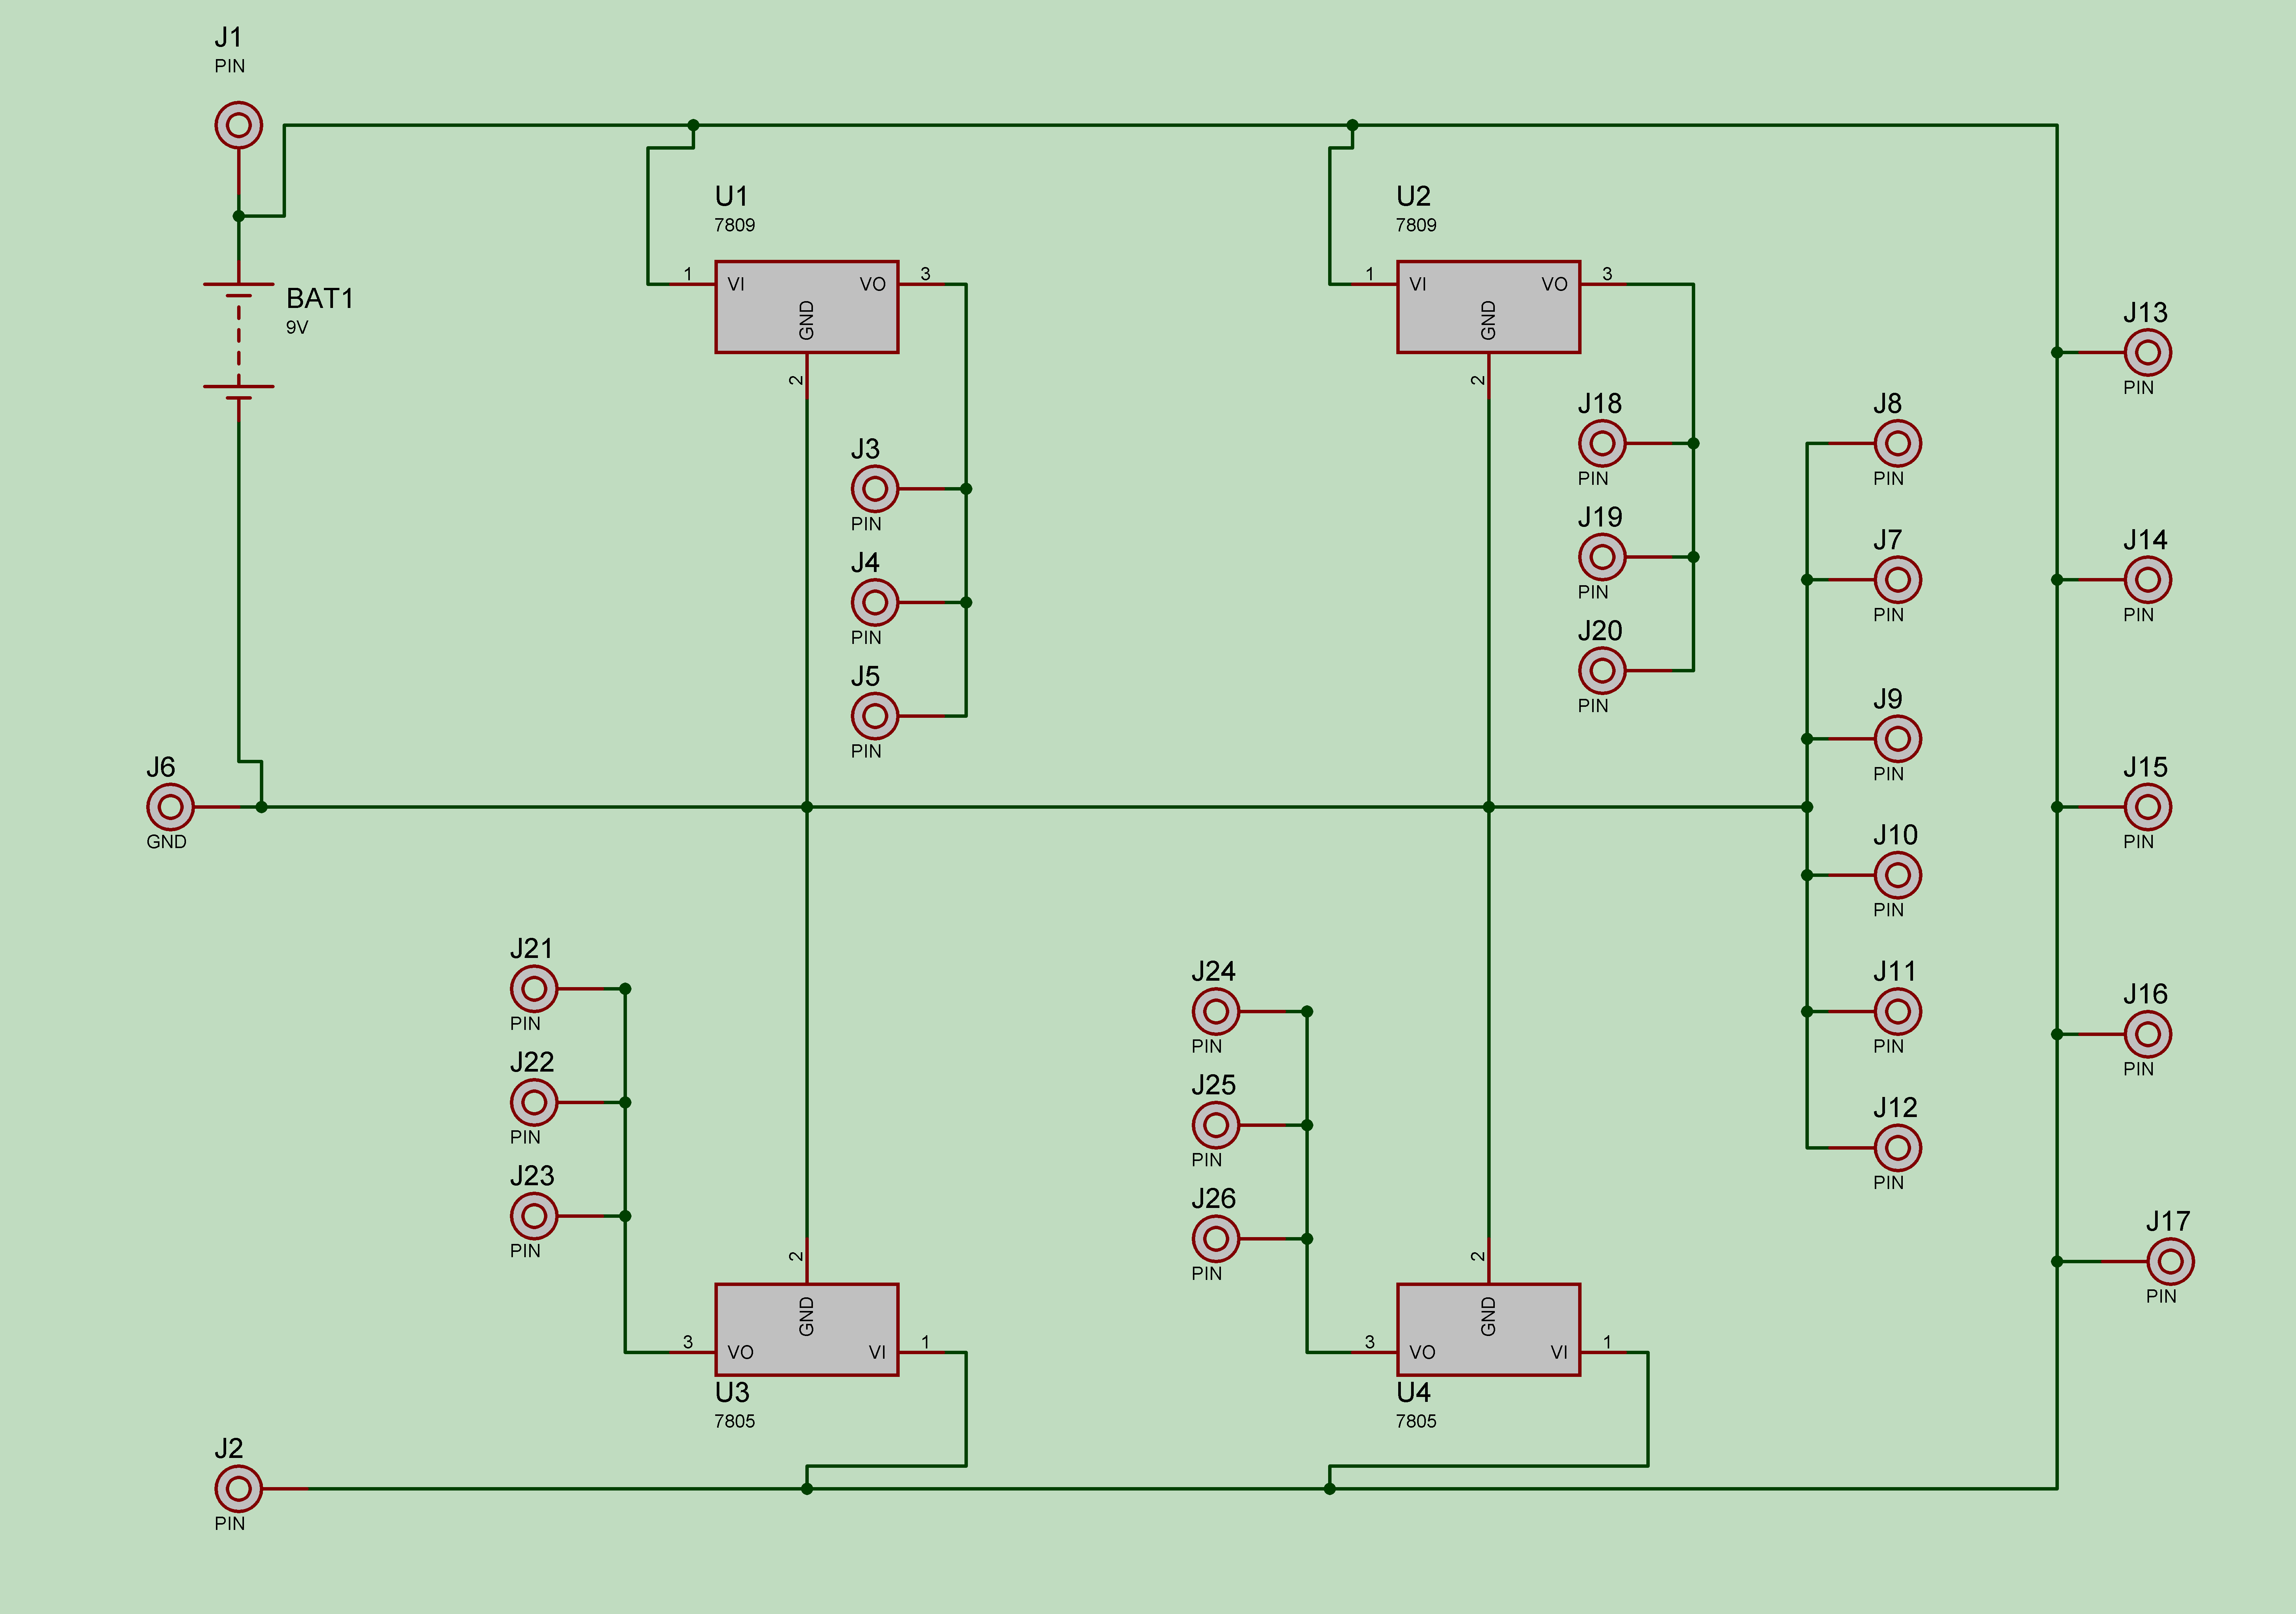 J1
PIN
BAT1
9V
U1
7809
1
VI
VO
3
GND
2
U2
7809
1
VI
VO
3
GND
2
J3
PIN
J4
PIN
J5
PIN
J18
PIN
J19
PIN
J20
PIN
J8
PIN
J7
PIN
J9
PIN
J10
PIN
J11
PIN
J12
PIN
J13
PIN
J14
PIN
J15
PIN
J16
PIN
J17
PIN
J6
GND
J21
PIN
J22
PIN
J23
PIN
J24
PIN
J25
PIN
J26
PIN
2
GND
3
VO
VI
1
U3
7805
2
GND
3
VO
VI
1
U4
7805
J2
PIN